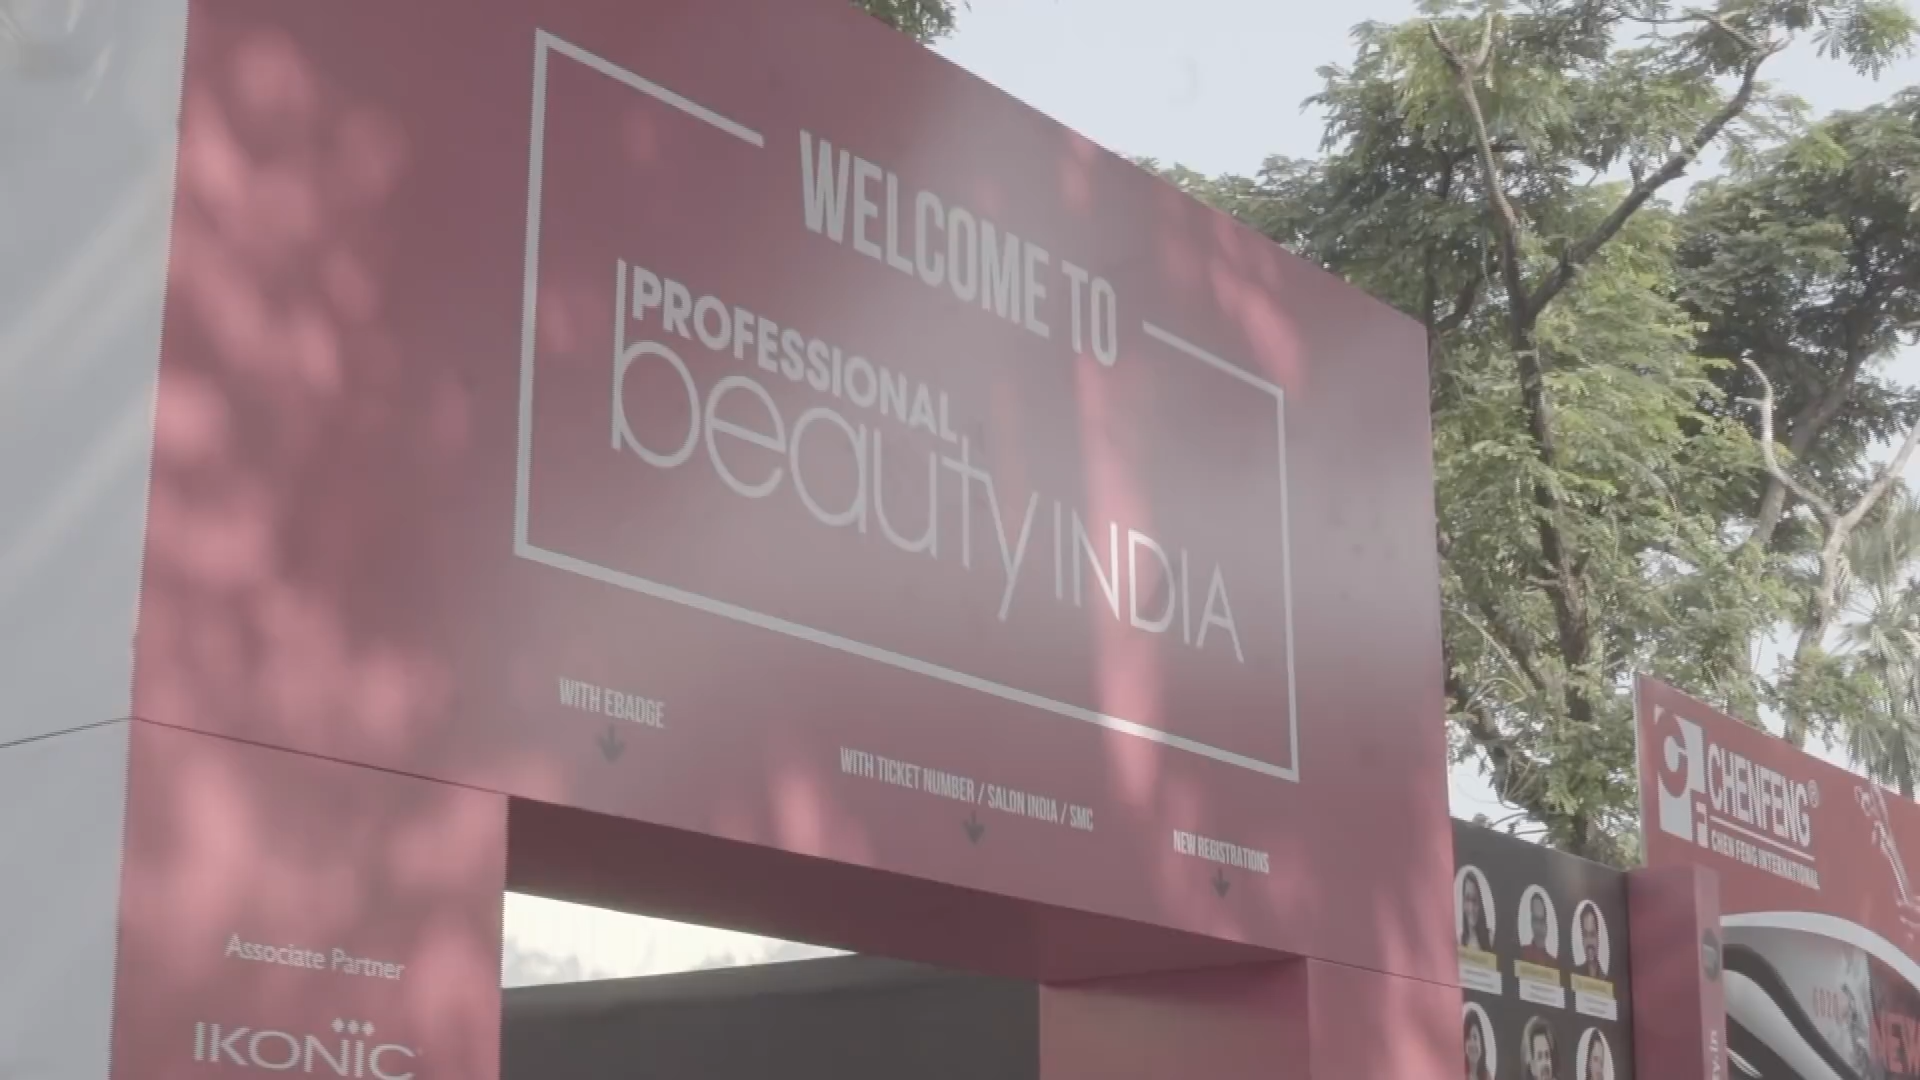 WELCOME TO
PROFESSIONAL
beauty INDIA
WITH EBADGE
WITH TICKET NUMBER / SALON INDIA / SMC
NEW REGISTRATIONS
Associate Partner
IKONIC
CHENFENG®
CHEN FENG INTERNATIONAL
NEW